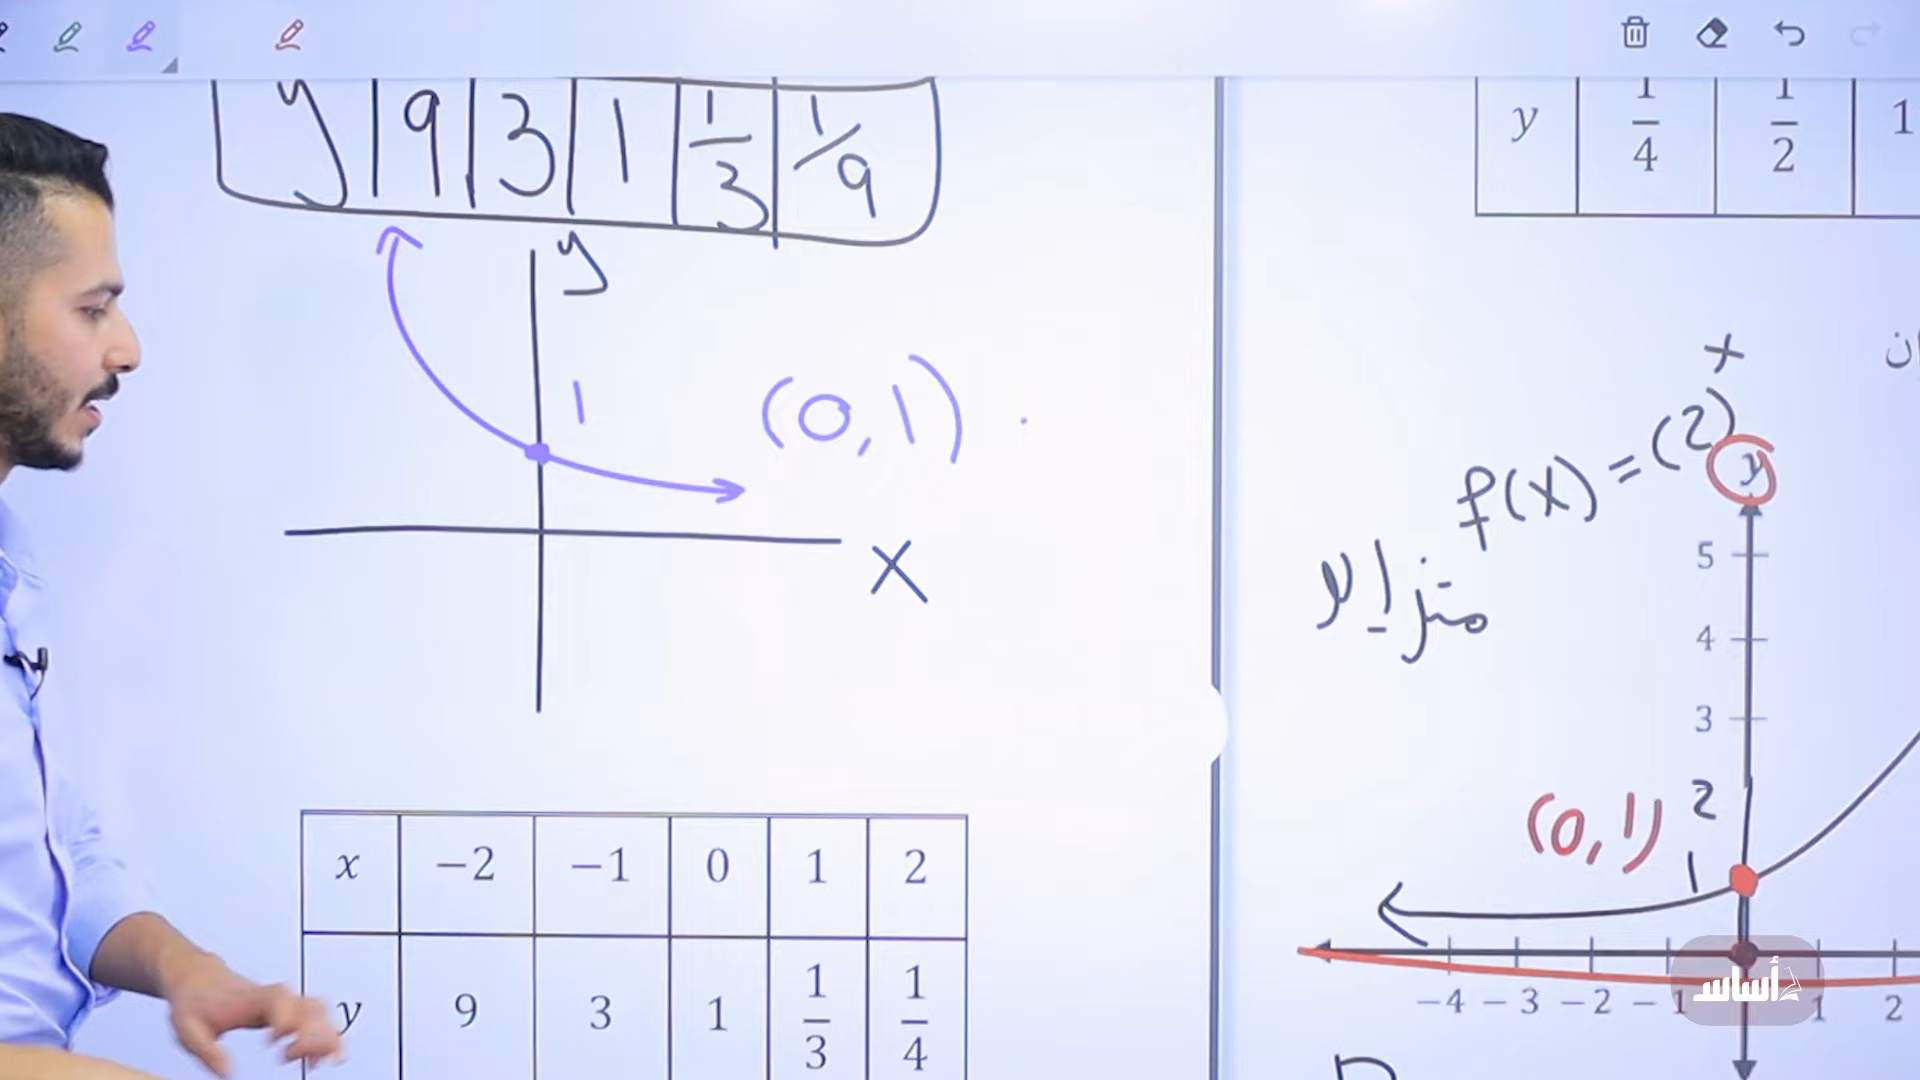 y 9 3 1 1/3 1/9
y
1
(0,1)
X
x −2 −1 0 1 2
y 9 3 1 1/3 1/4
y 1/4 1/2 1
x
f(x) = (2)
y
متزايد
5
4
3
2
(0,1)
1
−4 −3 −2 −1 1 2
أساس